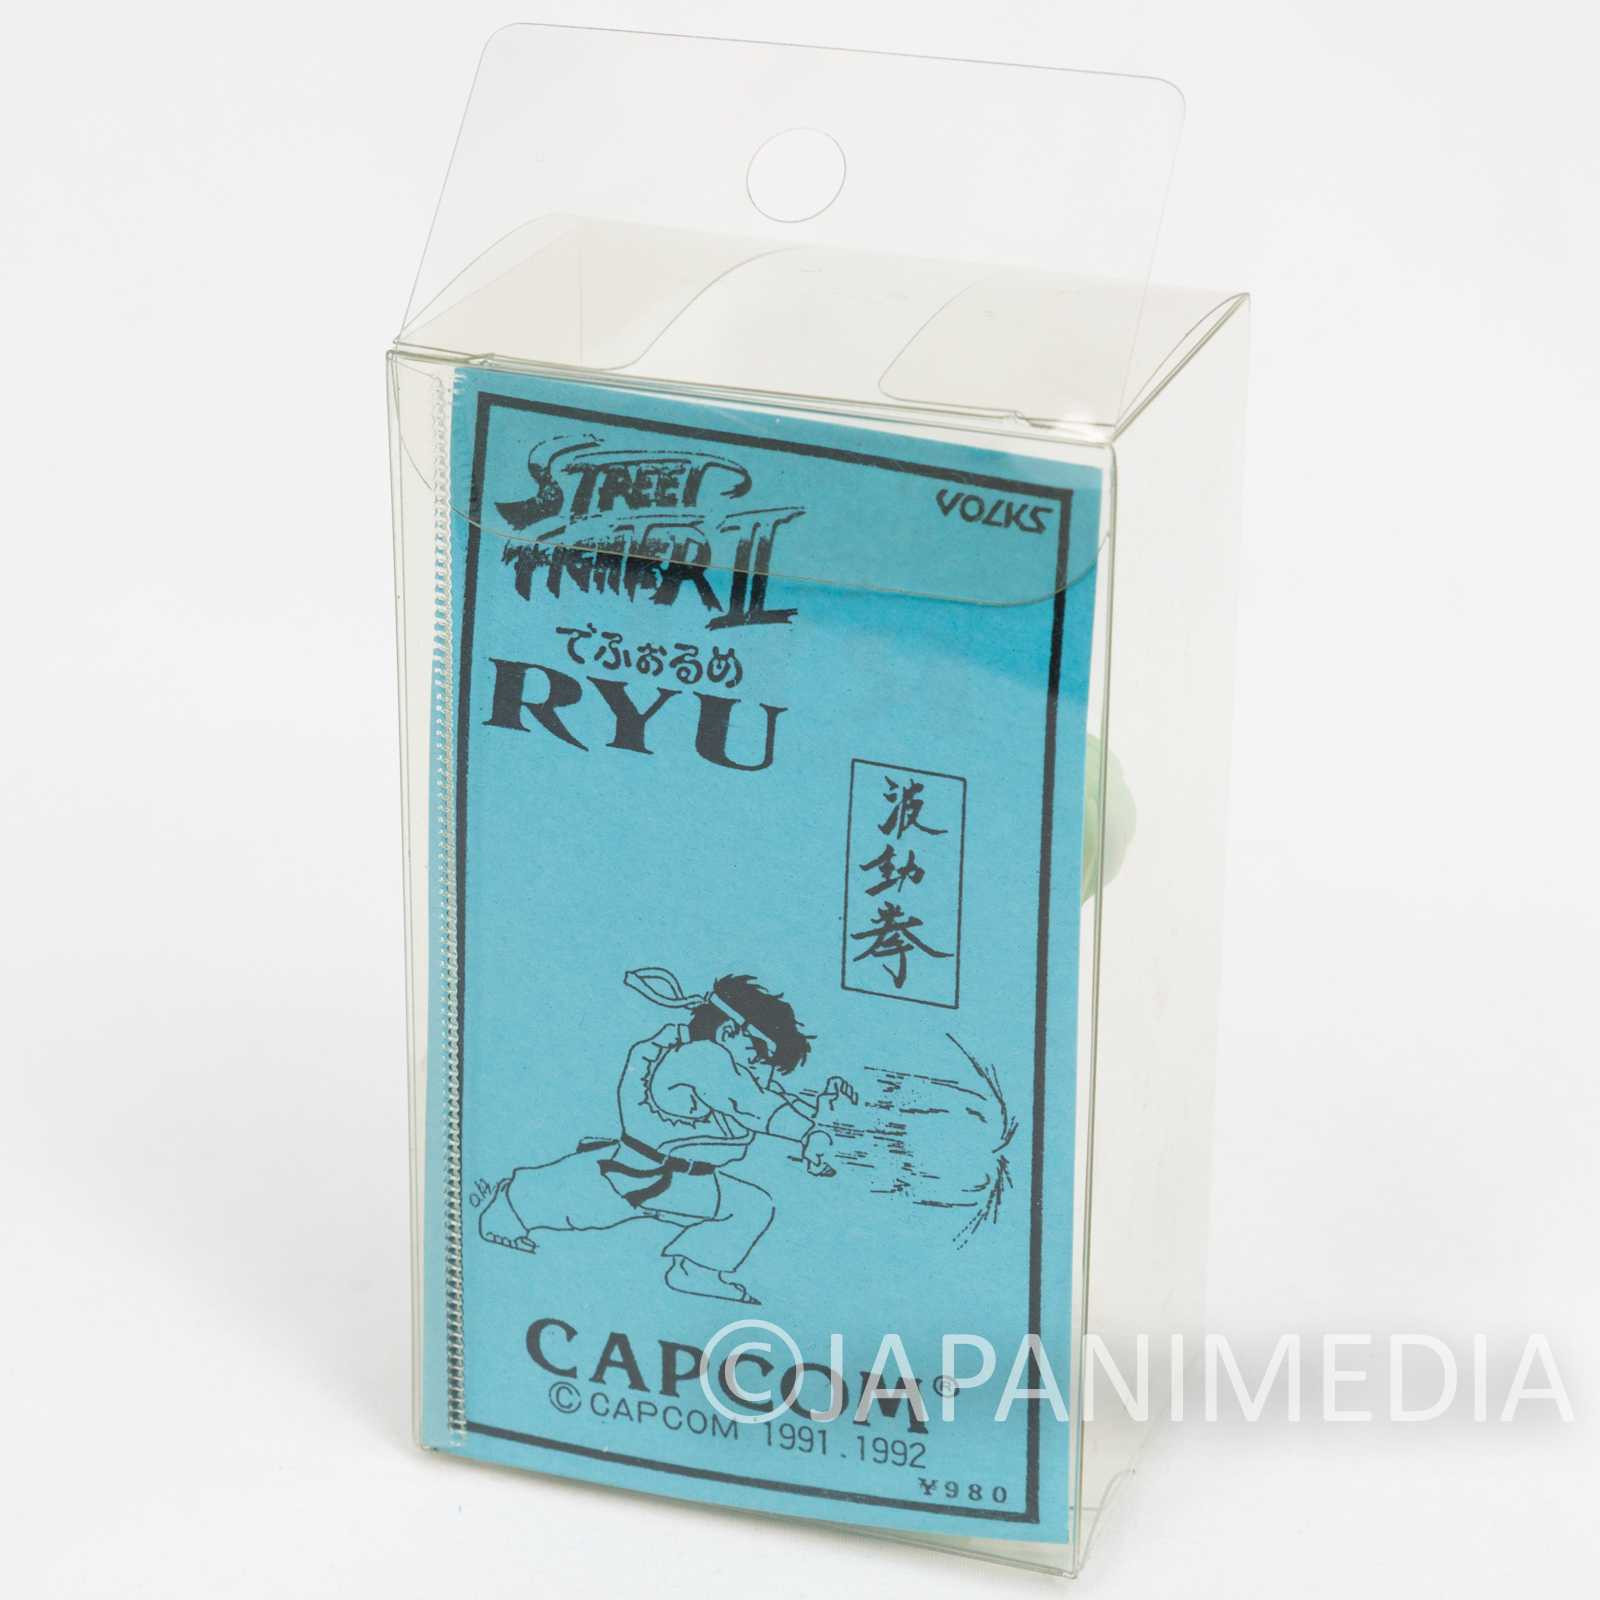 STREET
FIGHTER II
VOLKS
でふぉるめ
RYU
波動拳
CAPCOM®
©CAPCOM 1991.1992
¥980
©JAPANIMEDIA